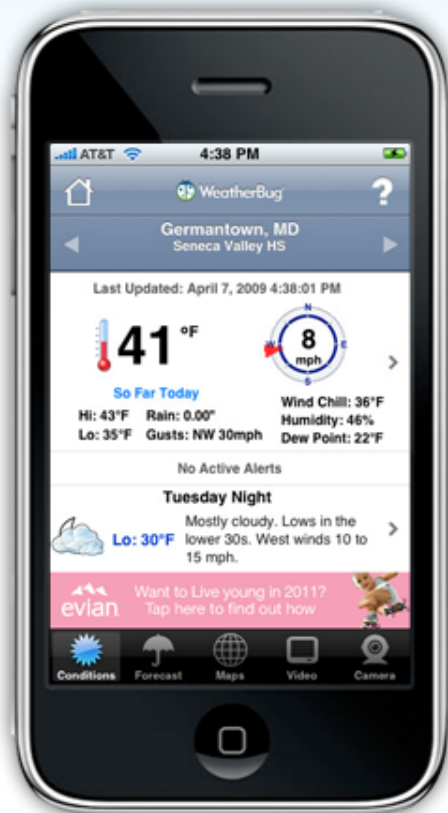 AT&T 4:38 PM
WeatherBug ?
Germantown, MD
Seneca Valley HS
Last Updated: April 7, 2009 4:38:01 PM
41 °F
N
W E
S
8
mph
So Far Today
Hi: 43°F Rain: 0.00"
Lo: 35°F Gusts: NW 30mph
Wind Chill: 36°F
Humidity: 46%
Dew Point: 22°F
No Active Alerts
Tuesday Night
Lo: 30°F
Mostly cloudy. Lows in the
lower 30s. West winds 10 to
15 mph.
evian
Want to Live young in 2011?
Tap here to find out how
Conditions Forecast Maps Video Camera